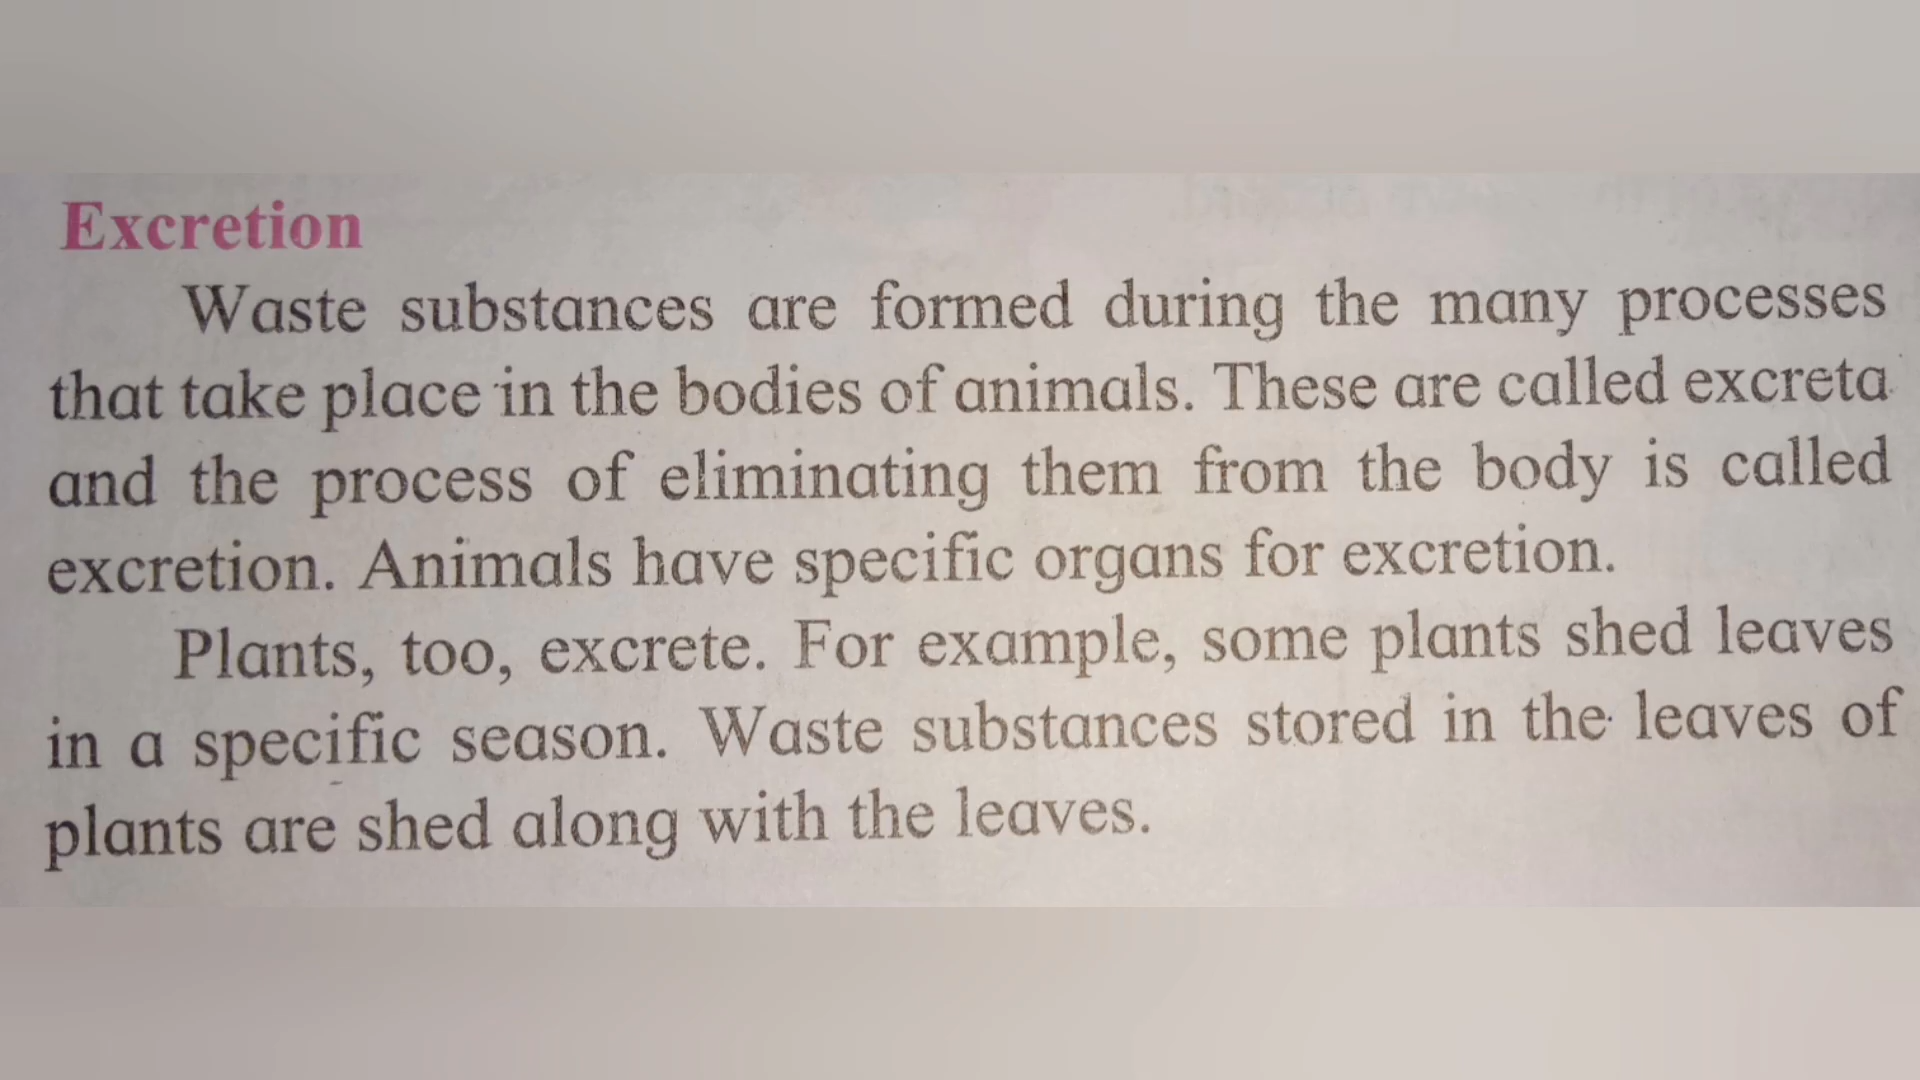 Excretion
Waste substances are formed during the many processes
that take place in the bodies of animals. These are called excreta
and the process of eliminating them from the body is called
excretion. Animals have specific organs for excretion.
Plants, too, excrete. For example, some plants shed leaves
in a specific season. Waste substances stored in the leaves of
plants are shed along with the leaves.